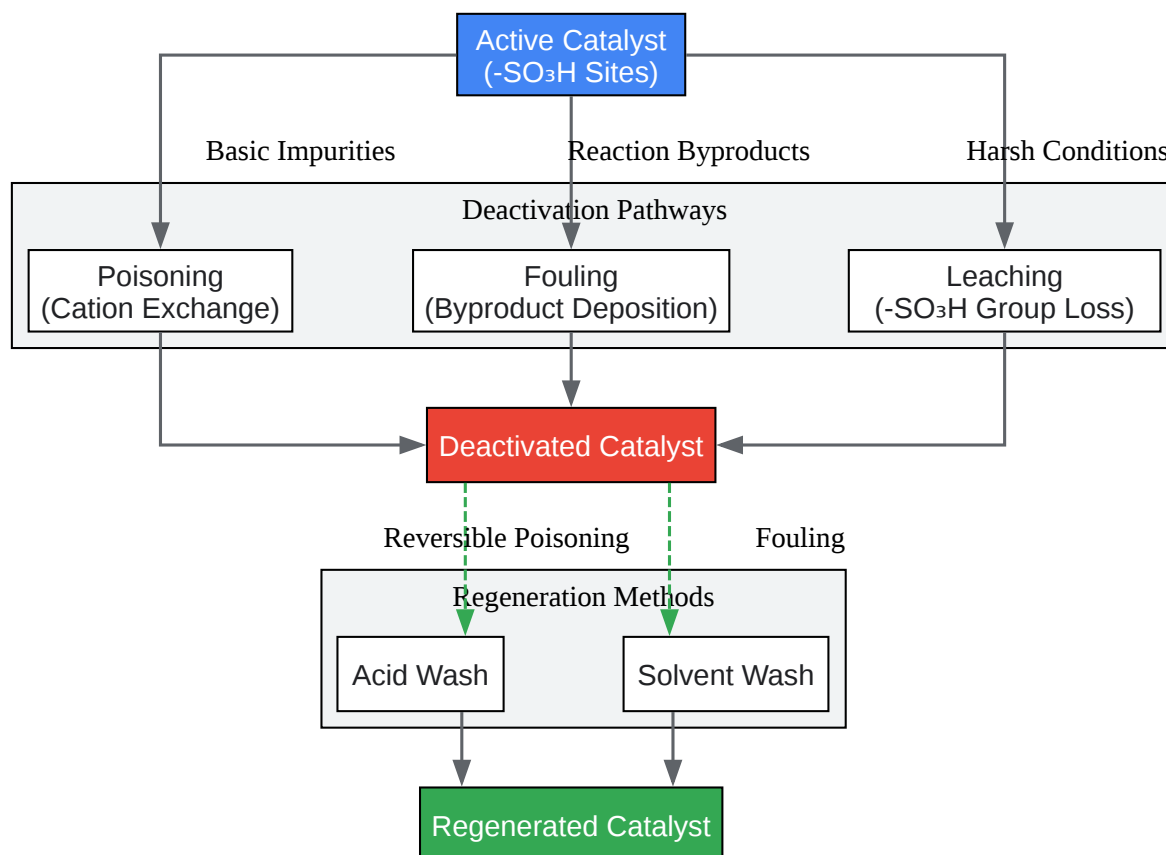 Active Catalyst
(-SO₃H Sites)
Basic Impurities
Reaction Byproducts
Harsh Conditions
Deactivation Pathways
Poisoning
(Cation Exchange)
Fouling
(Byproduct Deposition)
Leaching
(-SO₃H Group Loss)
Deactivated Catalyst
Reversible Poisoning
Fouling
Regeneration Methods
Acid Wash
Solvent Wash
Regenerated Catalyst